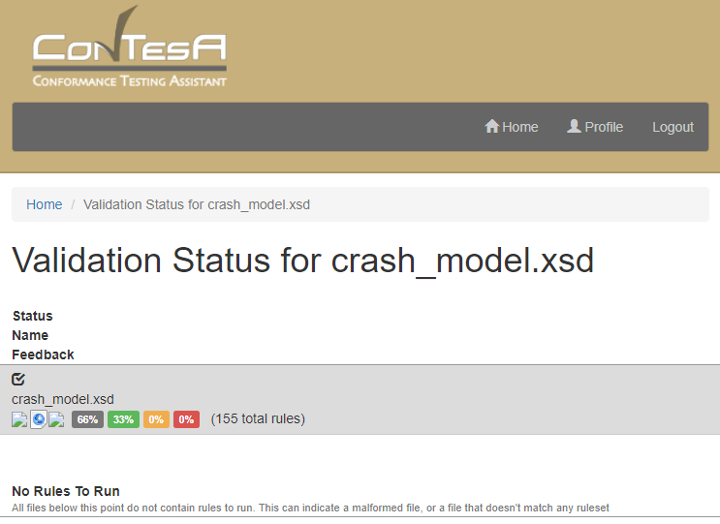 CONTESA
CONFORMANCE TESTING ASSISTANT
Home Profile Logout
Home / Validation Status for crash_model.xsd
Validation Status for crash_model.xsd
Status
Name
Feedback
crash_model.xsd
66% 33% 0% 0% (155 total rules)
No Rules To Run
All files below this point do not contain rules to run. This can indicate a malformed file, or a file that doesn't match any ruleset